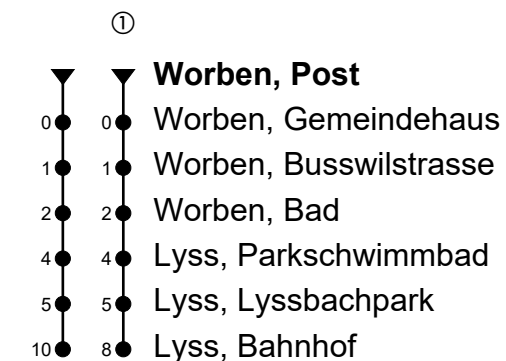 ①
Worben, Post
0 0 Worben, Gemeindehaus
1 1 Worben, Busswilstrasse
2 2 Worben, Bad
4 4 Lyss, Parkschwimmbad
5 5 Lyss, Lyssbachpark
10 8 Lyss, Bahnhof